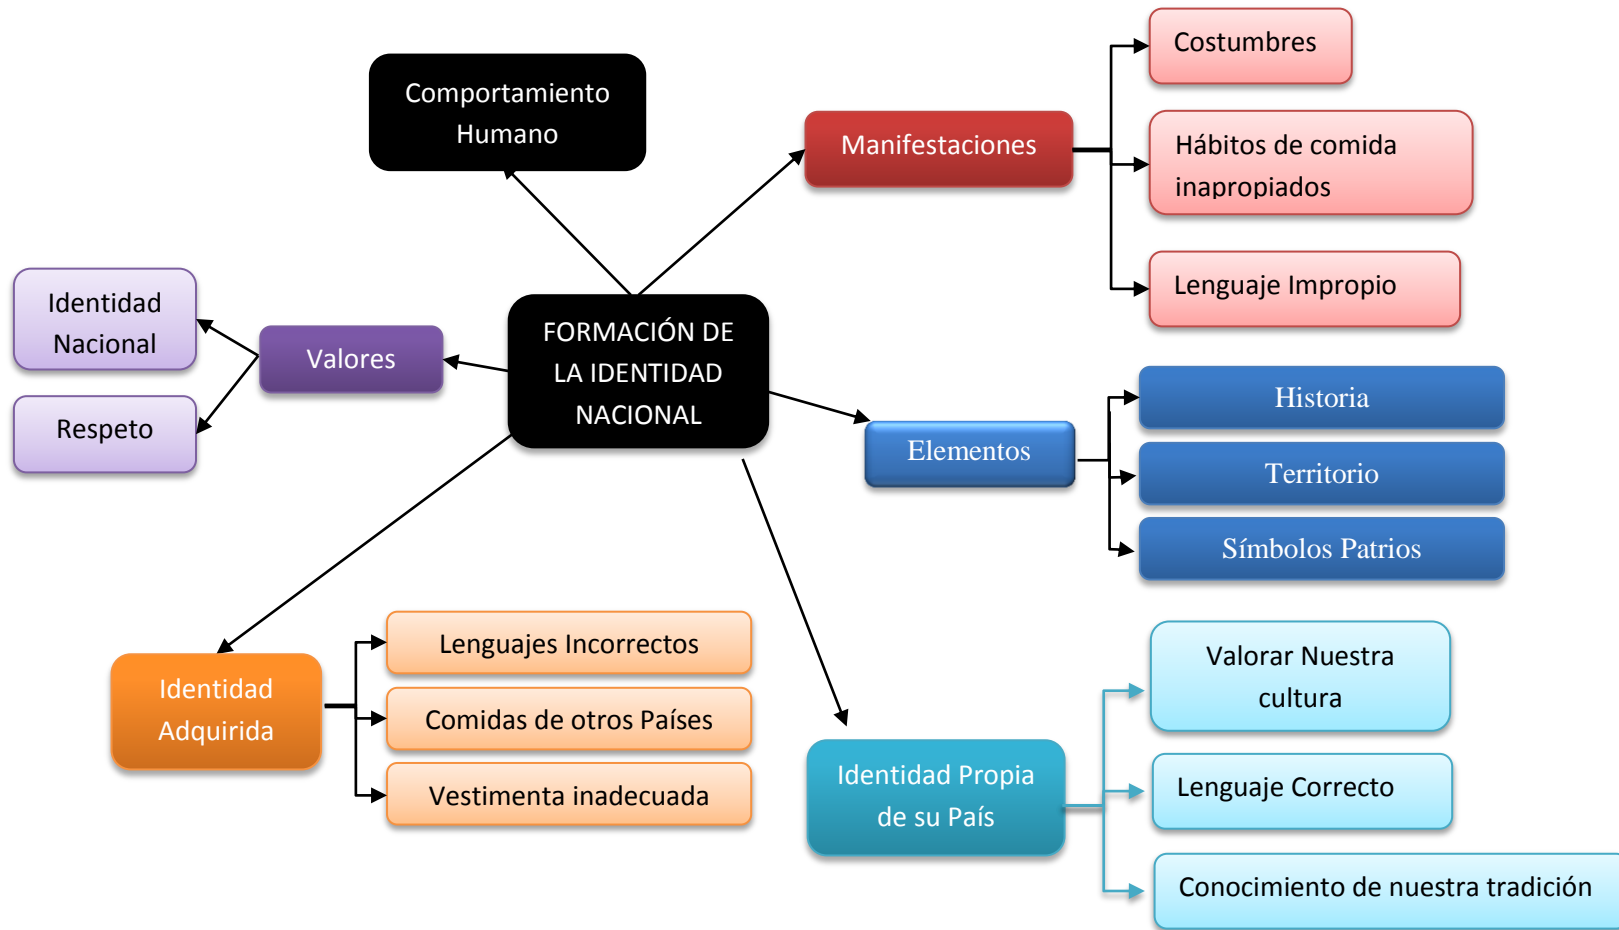 Costumbres
Comportamiento
Humano
Manifestaciones
Hábitos de comida
inapropiados
Lenguaje Impropio
Identidad
Nacional
Valores
Respeto
FORMACIÓN DE
LA IDENTIDAD
NACIONAL
Elementos
Historia
Territorio
Símbolos Patrios
Identidad
Adquirida
Lenguajes Incorrectos
Comidas de otros Países
Vestimenta inadecuada
Identidad Propia
de su País
Valorar Nuestra
cultura
Lenguaje Correcto
Conocimiento de nuestra tradición